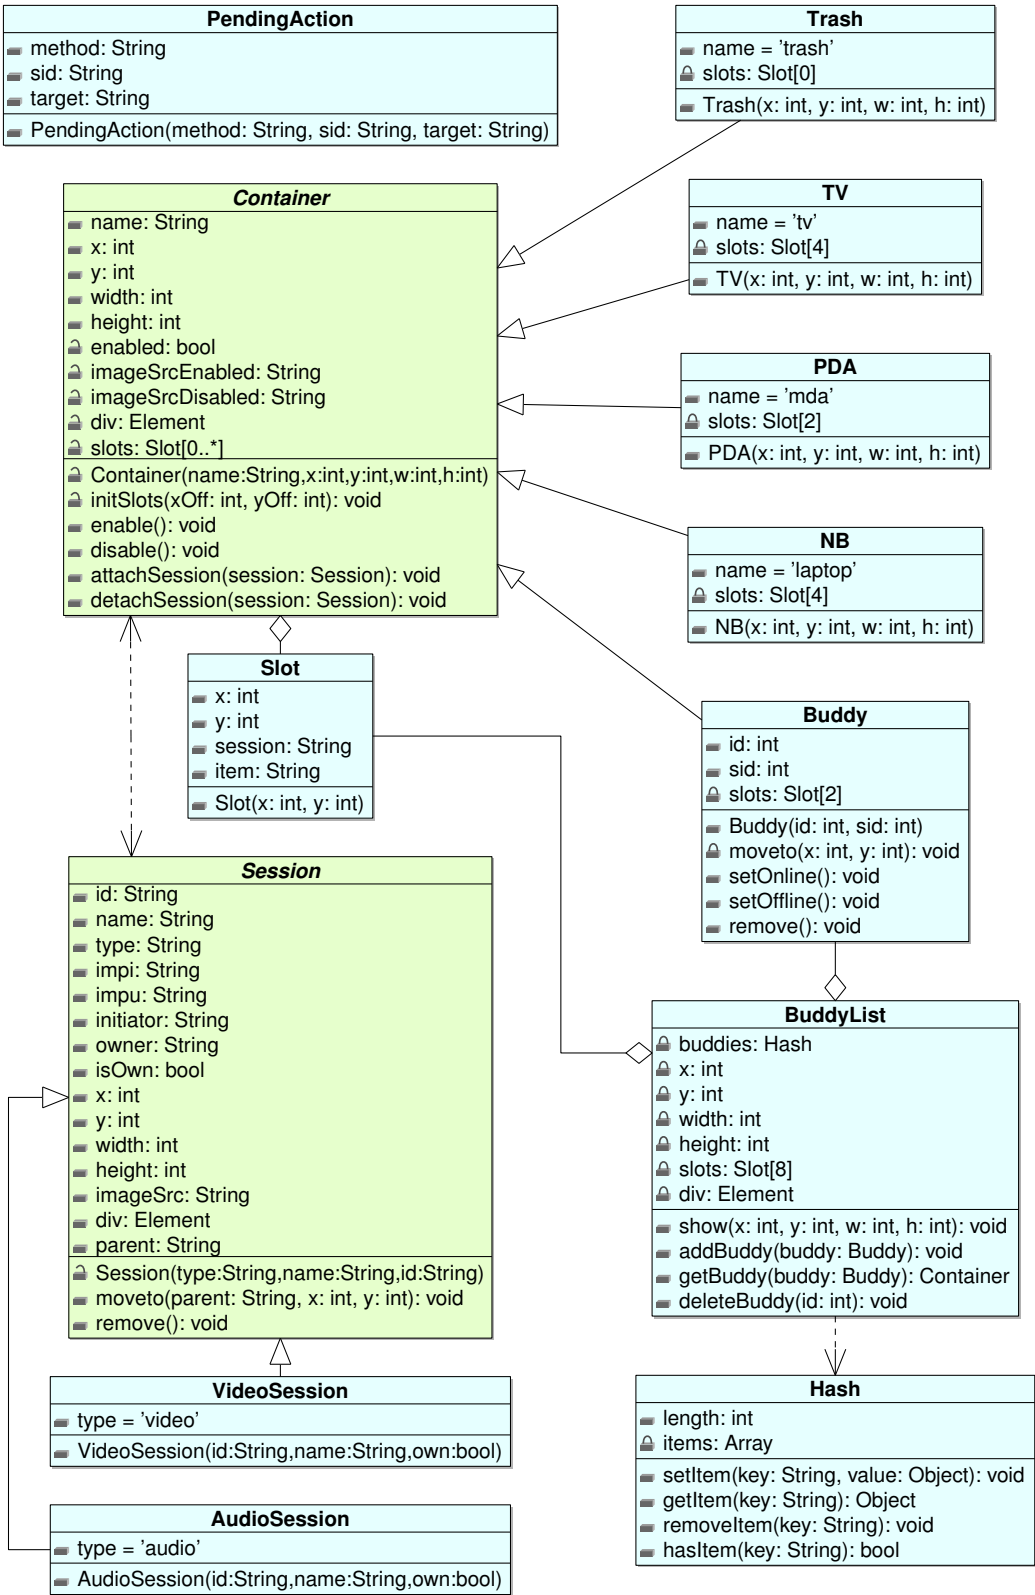 PendingAction
method: String
sid: String
target: String
PendingAction(method: String, sid: String, target: String)
Trash
name = 'trash'
slots: Slot[0]
Trash(x: int, y: int, w: int, h: int)
Container
name: String
x: int
y: int
width: int
height: int
enabled: bool
imageSrcEnabled: String
imageSrcDisabled: String
div: Element
slots: Slot[0..*]
Container(name:String,x:int,y:int,w:int,h:int)
initSlots(xOff: int, yOff: int): void
enable(): void
disable(): void
attachSession(session: Session): void
detachSession(session: Session): void
TV
name = 'tv'
slots: Slot[4]
TV(x: int, y: int, w: int, h: int)
PDA
name = 'mda'
slots: Slot[2]
PDA(x: int, y: int, w: int, h: int)
NB
name = 'laptop'
slots: Slot[4]
NB(x: int, y: int, w: int, h: int)
Slot
x: int
y: int
session: String
item: String
Slot(x: int, y: int)
Buddy
id: int
sid: int
slots: Slot[2]
Buddy(id: int, sid: int)
moveto(x: int, y: int): void
setOnline(): void
setOffline(): void
remove(): void
Session
id: String
name: String
type: String
impi: String
impu: String
initiator: String
owner: String
isOwn: bool
x: int
y: int
width: int
height: int
imageSrc: String
div: Element
parent: String
Session(type:String,name:String,id:String)
moveto(parent: String, x: int, y: int): void
remove(): void
BuddyList
buddies: Hash
x: int
y: int
width: int
height: int
slots: Slot[8]
div: Element
show(x: int, y: int, w: int, h: int): void
addBuddy(buddy: Buddy): void
getBuddy(buddy: Buddy): Container
deleteBuddy(id: int): void
VideoSession
type = 'video'
VideoSession(id:String,name:String,own:bool)
Hash
length: int
items: Array
setItem(key: String, value: Object): void
getItem(key: String): Object
removeItem(key: String): void
hasItem(key: String): bool
AudioSession
type = 'audio'
AudioSession(id:String,name:String,own:bool)